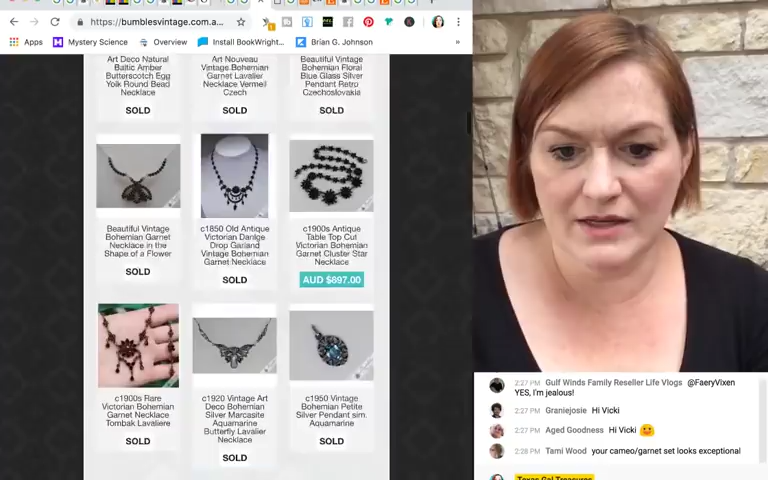 https://bumblesvintage.com.a...
Apps
Mystery Science
Overview
Install BookWrigh...
Brian G. Johnson
»
Art Deco Natural
Baltic Amber
Butterscotch Egg
Yolk Round Bead
Necklace
SOLD
Art Nouveau
Vintage Bohemian
Garnet Lavalier
Necklace Vermeil
Czech
SOLD
Beautiful Vintage
Bohemian Floral
Blue Glass Silver
Pendant Retro
Czechoslovakia
SOLD
Beautiful Vintage
Bohemian Garnet
Necklace in the
Shape of a Flower
SOLD
c1850 Old Antique
Victorian Danlge
Drop Garland
Vintage Bohemian
Garnet Necklace
SOLD
c1900s Antique
Table Top Cut
Victorian Bohemian
Garnet Cluster Star
Necklace
AUD $697.00
c1900s Rare
Victorian Bohemian
Garnet Necklace
Tombak Lavaliere
SOLD
c1920 Vintage Art
Deco Bohemian
Silver Marcasite
Aquamarine
Butterfly Lavalier
Necklace
SOLD
c1950 Vintage
Bohemian Petite
Silver Pendant sim.
Aquamarine
SOLD
2:27 PM Gulf Winds Family Reseller Life Vlogs @FaeryVixen
YES, I'm jealous!
2:27 PM Graniejosie Hi Vicki
2:27 PM Aged Goodness Hi Vicki
2:28 PM Tami Wood your cameo/garnet set looks exceptional
Texas Gal Treasures